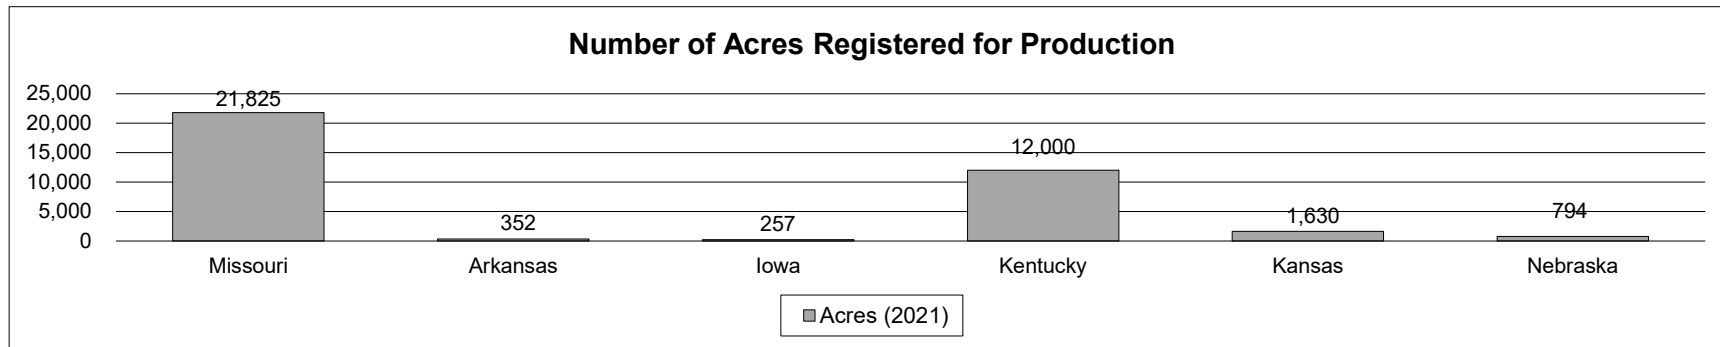 Number of Acres Registered for Production
25,000
20,000
15,000
10,000
5,000
0
21,825
352
257
12,000
1,630
794
Missouri
Arkansas
Iowa
Kentucky
Kansas
Nebraska
Acres (2021)